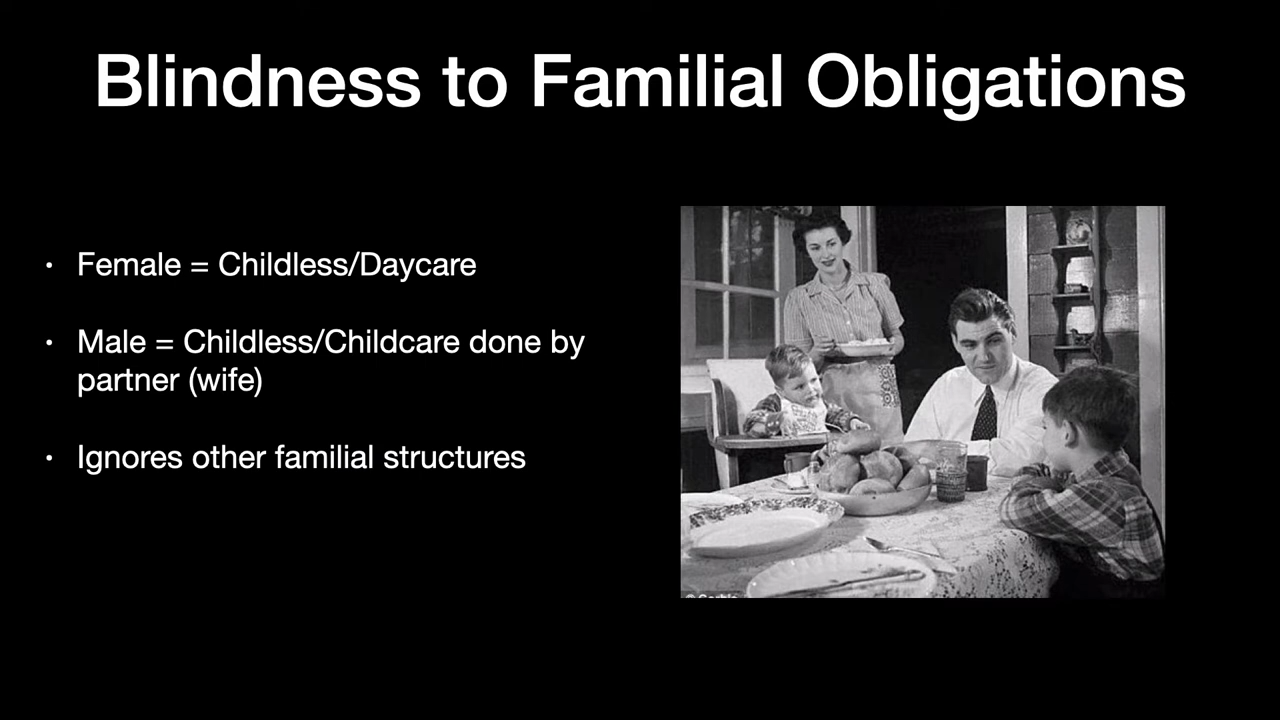 Blindness to Familial Obligations
• Female = Childless/Daycare
• Male = Childless/Childcare done by
partner (wife)
• Ignores other familial structures